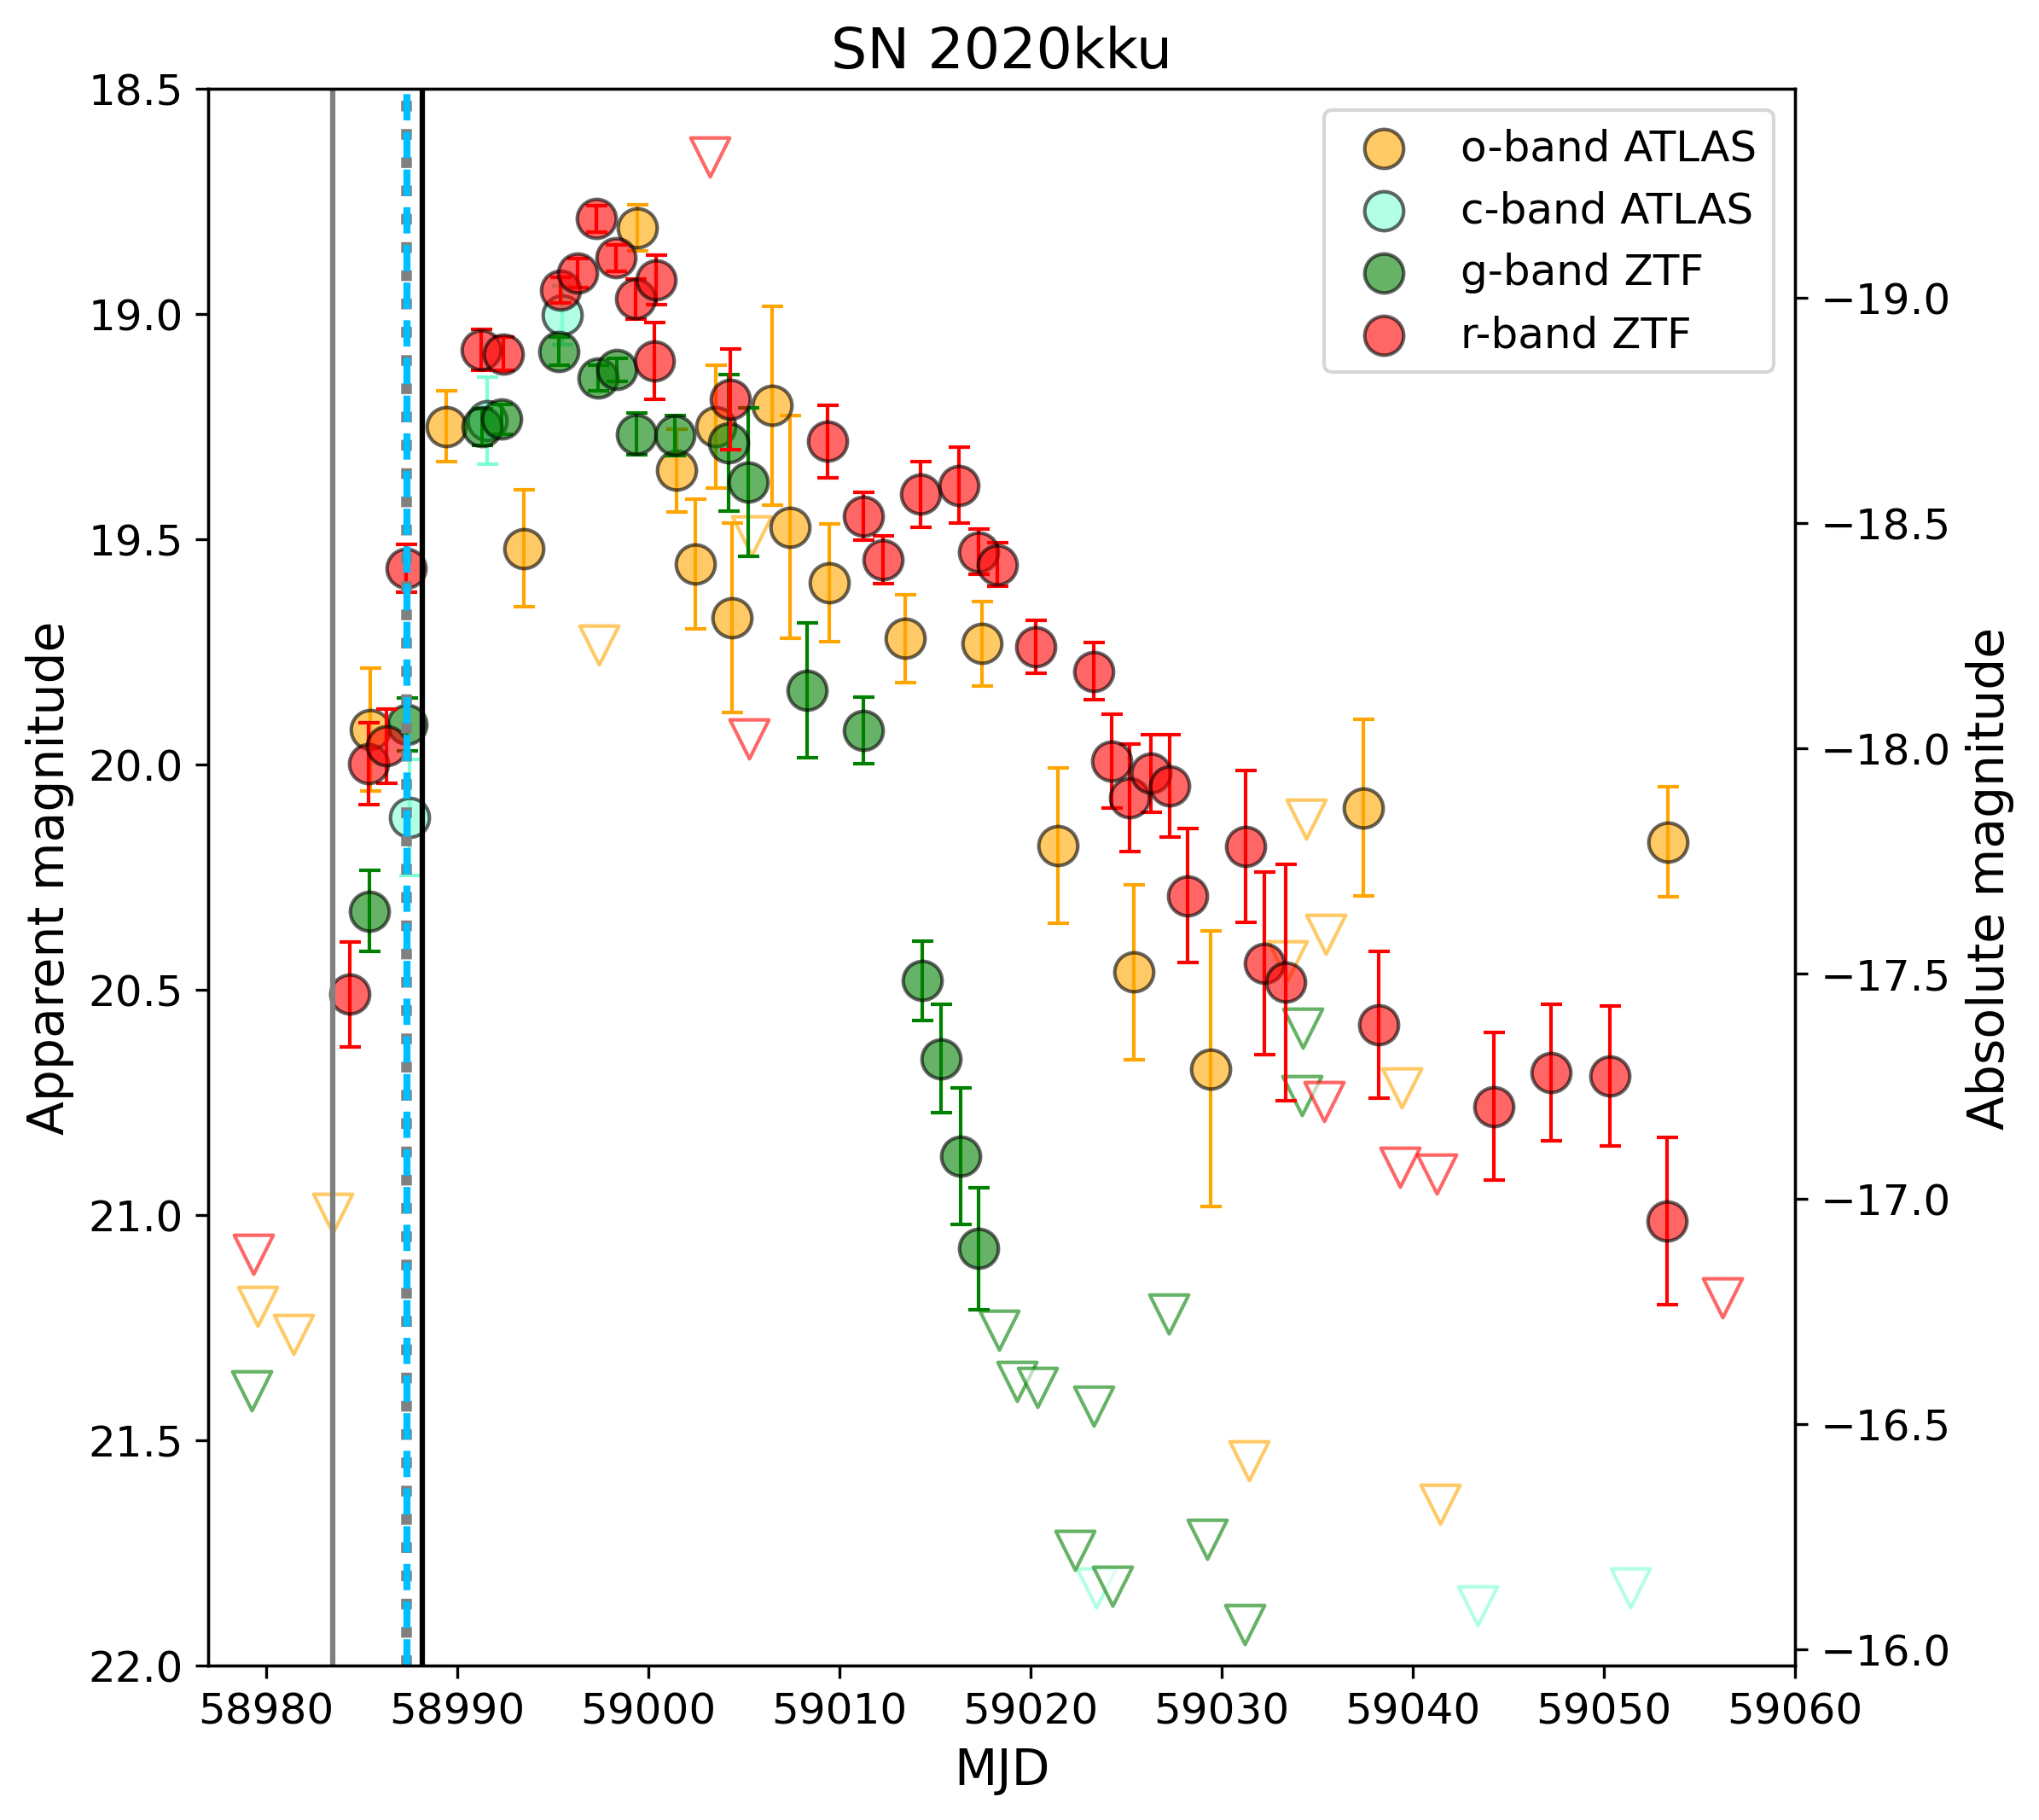 SN 2020kku
18.5
19.0
19.5
20.0
20.5
21.0
21.5
22.0
Apparent magnitude
o-band ATLAS
c-band ATLAS
g-band ZTF
r-band ZTF
−19.0
−18.5
−18.0
−17.5
−17.0
−16.5
−16.0
Absolute magnitude
58980 58990 59000 59010 59020 59030 59040 59050 59060
MJD